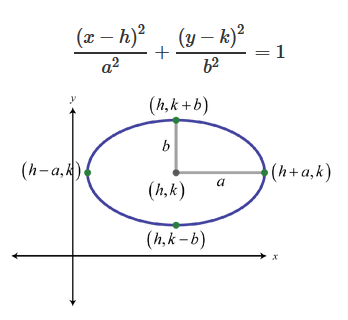 (x − h)²/a² + (y − k)²/b² = 1
y
(h, k + b)
b
(h − a, k)
(h + a, k)
a
(h, k)
(h, k − b)
x